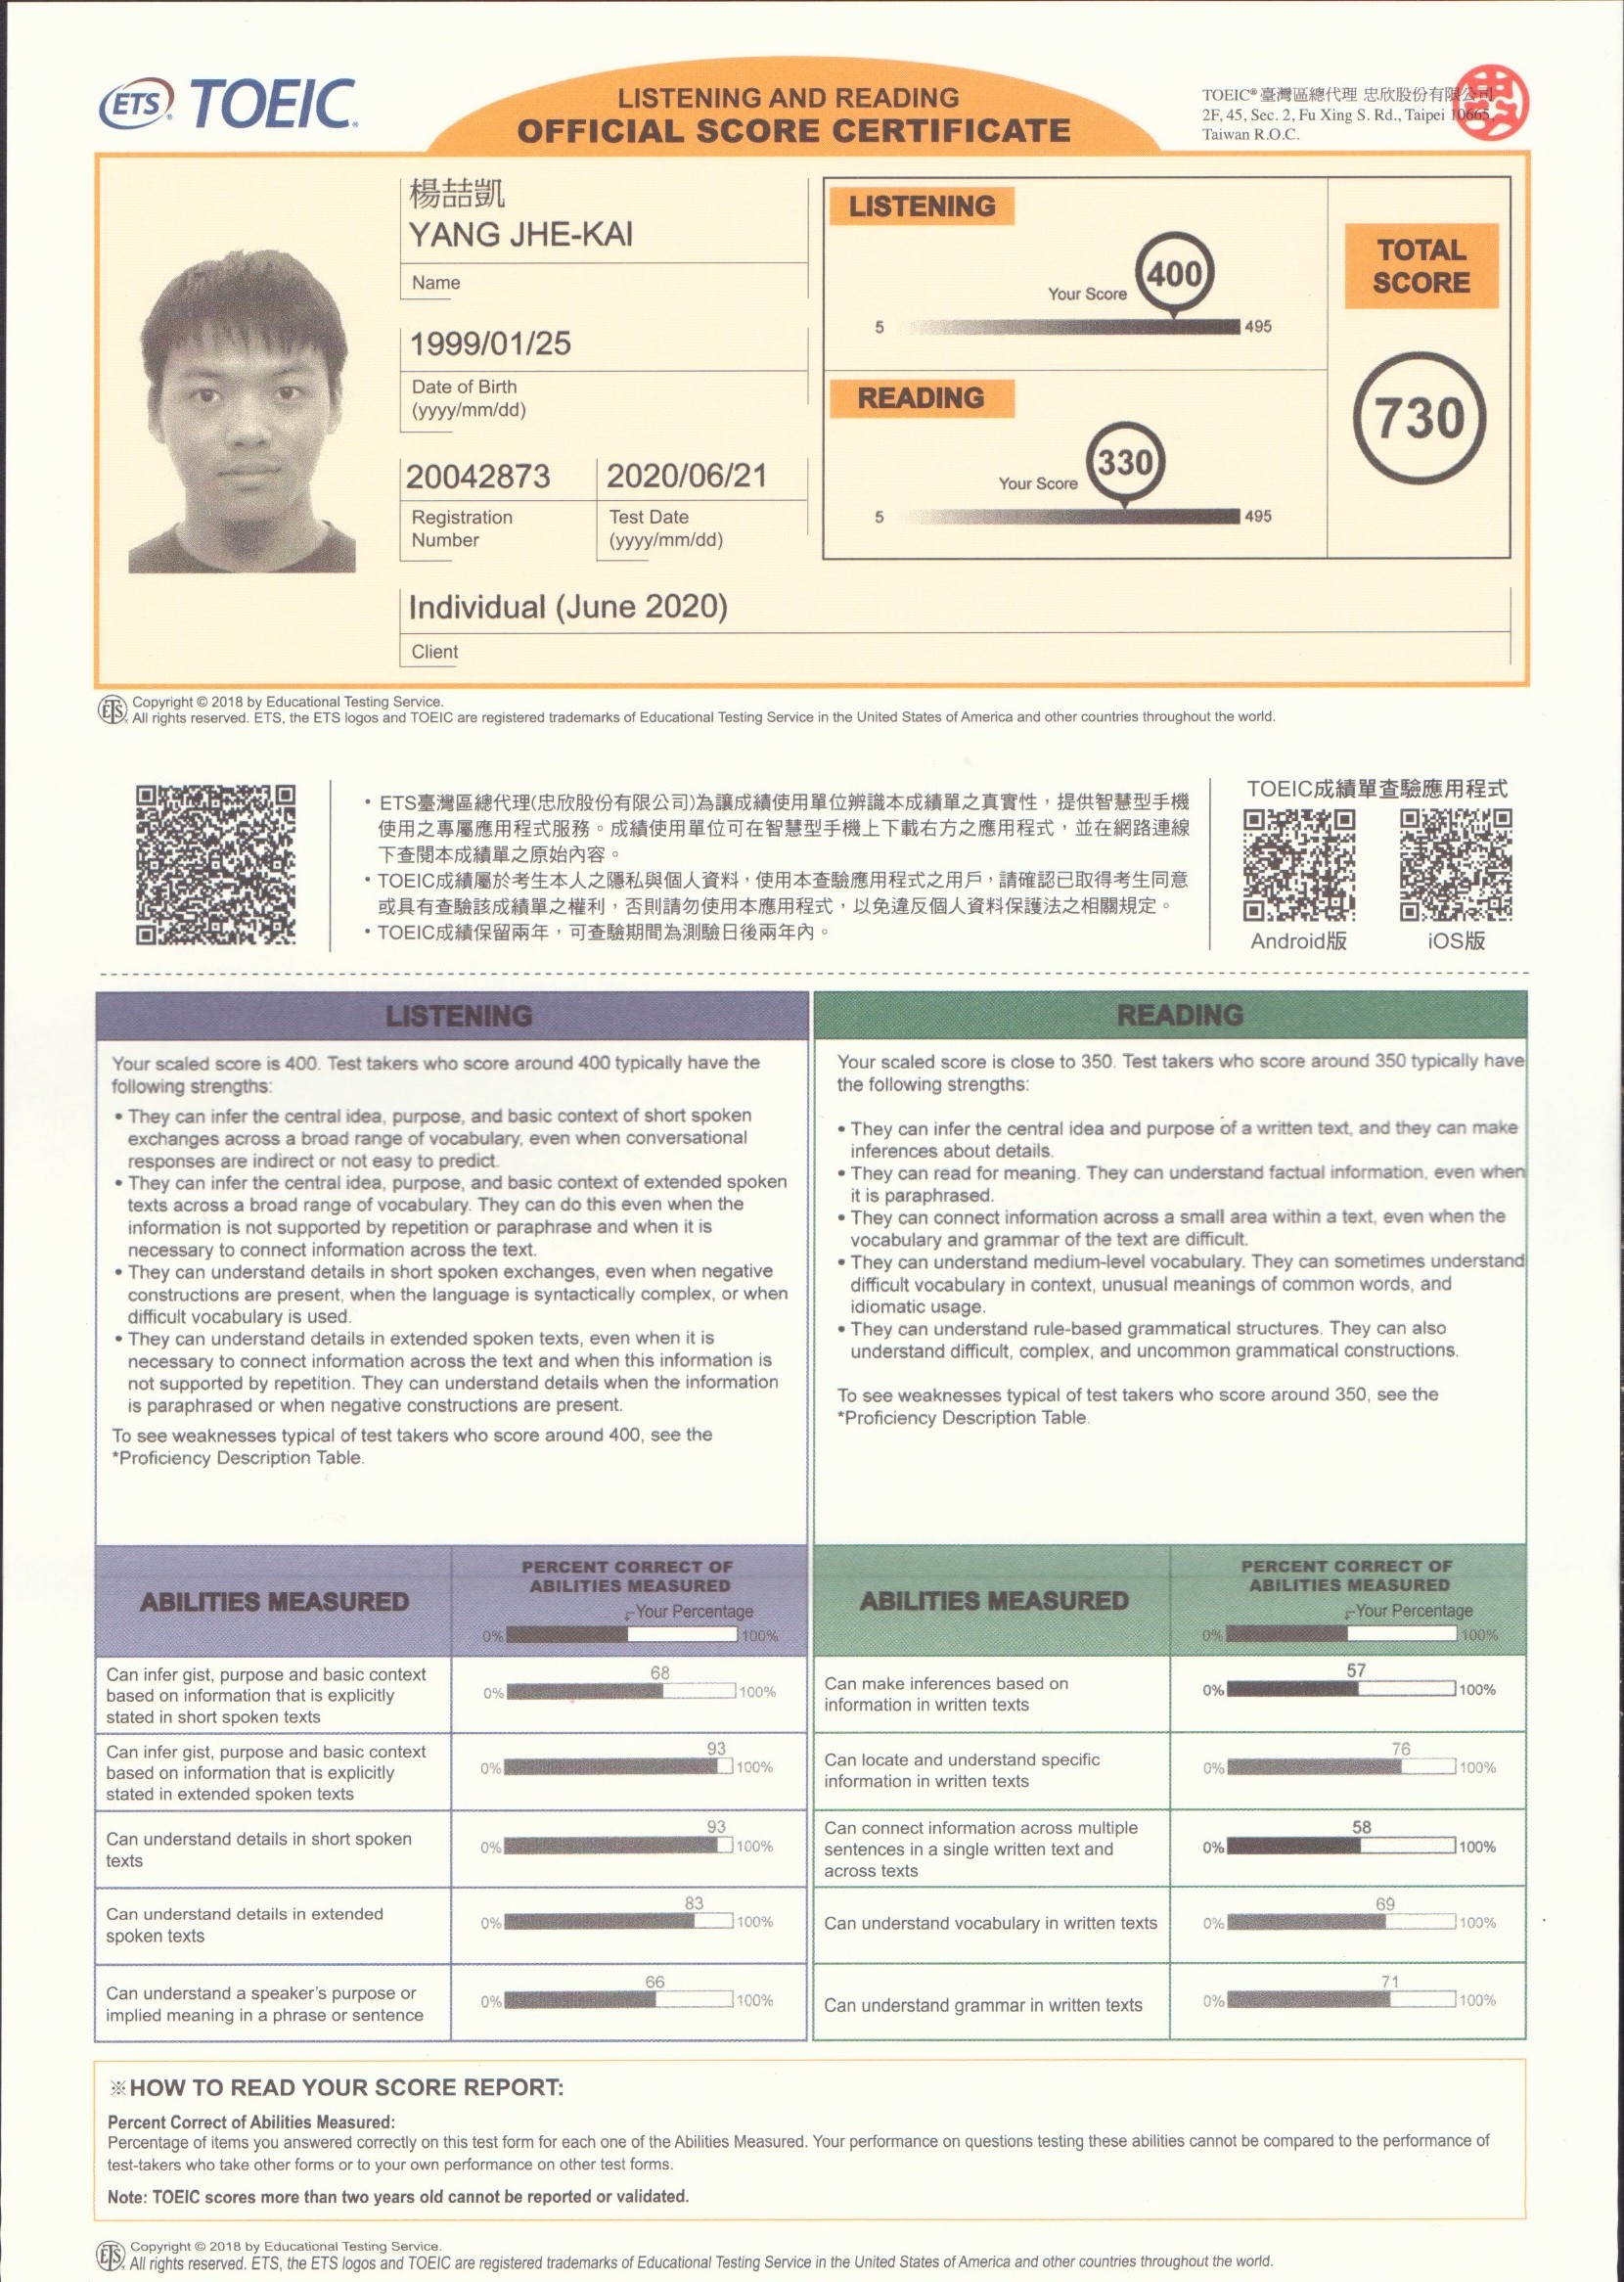 ETS TOEIC
LISTENING AND READING
OFFICIAL SCORE CERTIFICATE
TOEIC® 臺灣區總代理 忠欣股份有限公司
2F, 45, Sec. 2, Fu Xing S. Rd., Taipei 10665,
Taiwan R.O.C.
楊喆凱
YANG JHE-KAI
Name
1999/01/25
Date of Birth
(yyyy/mm/dd)
20042873
Registration
Number
2020/06/21
Test Date
(yyyy/mm/dd)
Individual (June 2020)
Client
LISTENING
400
Your Score
5 495
READING
330
Your Score
5 495
TOTAL
SCORE
730
Copyright © 2018 by Educational Testing Service.
All rights reserved. ETS, the ETS logos and TOEIC are registered trademarks of Educational Testing Service in the United States of America and other countries throughout the world.
• ETS臺灣區總代理(忠欣股份有限公司)為讓成績使用單位辨識本成績單之真實性，提供智慧型手機
使用之專屬應用程式服務。成績使用單位可在智慧型手機上下載右方之應用程式，並在網路連線
下查閱本成績單之原始內容。
• TOEIC成績屬於考生本人之隱私與個人資料，使用本查驗應用程式之用戶，請確認已取得考生同意
或具有查驗該成績單之權利，否則請勿使用本應用程式，以免違反個人資料保護法之相關規定。
• TOEIC成績保留兩年，可查驗期間為測驗日後兩年內。
TOEIC成績單查驗應用程式
Android版 iOS版
LISTENING
Your scaled score is 400. Test takers who score around 400 typically have the
following strengths:
• They can infer the central idea, purpose, and basic context of short spoken
exchanges across a broad range of vocabulary, even when conversational
responses are indirect or not easy to predict.
• They can infer the central idea, purpose, and basic context of extended spoken
texts across a broad range of vocabulary. They can do this even when the
information is not supported by repetition or paraphrase and when it is
necessary to connect information across the text.
• They can understand details in short spoken exchanges, even when negative
constructions are present, when the language is syntactically complex, or when
difficult vocabulary is used.
• They can understand details in extended spoken texts, even when it is
necessary to connect information across the text and when this information is
not supported by repetition. They can understand details when the information
is paraphrased or when negative constructions are present.
To see weaknesses typical of test takers who score around 400, see the
*Proficiency Description Table.
READING
Your scaled score is close to 350. Test takers who score around 350 typically have
the following strengths:
• They can infer the central idea and purpose of a written text, and they can make
inferences about details.
• They can read for meaning. They can understand factual information, even when
it is paraphrased.
• They can connect information across a small area within a text, even when the
vocabulary and grammar of the text are difficult.
• They can understand medium-level vocabulary. They can sometimes understand
difficult vocabulary in context, unusual meanings of common words, and
idiomatic usage.
• They can understand rule-based grammatical structures. They can also
understand difficult, complex, and uncommon grammatical constructions.
To see weaknesses typical of test takers who score around 350, see the
*Proficiency Description Table.
ABILITIES MEASURED
PERCENT CORRECT OF
ABILITIES MEASURED
Your Percentage
0% 100%
Can infer gist, purpose and basic context
based on information that is explicitly
stated in short spoken texts
68
0% 100%
Can infer gist, purpose and basic context
based on information that is explicitly
stated in extended spoken texts
93
0% 100%
Can understand details in short spoken
texts
93
0% 100%
Can understand details in extended
spoken texts
83
0% 100%
Can understand a speaker's purpose or
implied meaning in a phrase or sentence
66
0% 100%
ABILITIES MEASURED
PERCENT CORRECT OF
ABILITIES MEASURED
Your Percentage
0% 100%
Can make inferences based on
information in written texts
57
0% 100%
Can locate and understand specific
information in written texts
76
0% 100%
Can connect information across multiple
sentences in a single written text and
across texts
58
0% 100%
Can understand vocabulary in written texts
69
0% 100%
Can understand grammar in written texts
71
0% 100%
※HOW TO READ YOUR SCORE REPORT:
Percent Correct of Abilities Measured:
Percentage of items you answered correctly on this test form for each one of the Abilities Measured. Your performance on questions testing these abilities cannot be compared to the performance of
test-takers who take other forms or to your own performance on other test forms.
Note: TOEIC scores more than two years old cannot be reported or validated.
Copyright © 2018 by Educational Testing Service.
All rights reserved. ETS, the ETS logos and TOEIC are registered trademarks of Educational Testing Service in the United States of America and other countries throughout the world.